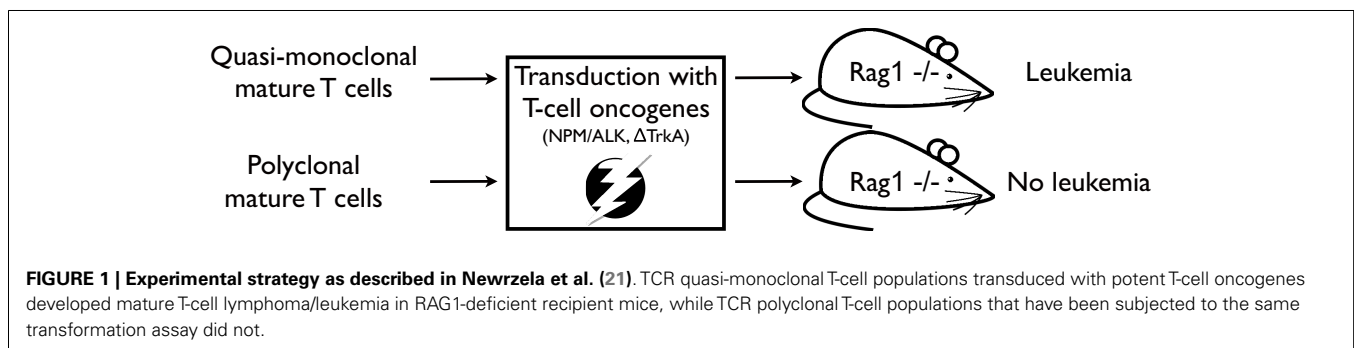 Quasi-monoclonal
mature T cells
Transduction with
T-cell oncogenes
(NPM/ALK, ΔTrkA)
Rag1 -/-
Leukemia
Polyclonal
mature T cells
Rag1 -/-
No leukemia
FIGURE 1 | Experimental strategy as described in Newrzela et al. (21). TCR quasi-monoclonal T-cell populations transduced with potent T-cell oncogenes
developed mature T-cell lymphoma/leukemia in RAG1-deficient recipient mice, while TCR polyclonal T-cell populations that have been subjected to the same
transformation assay did not.